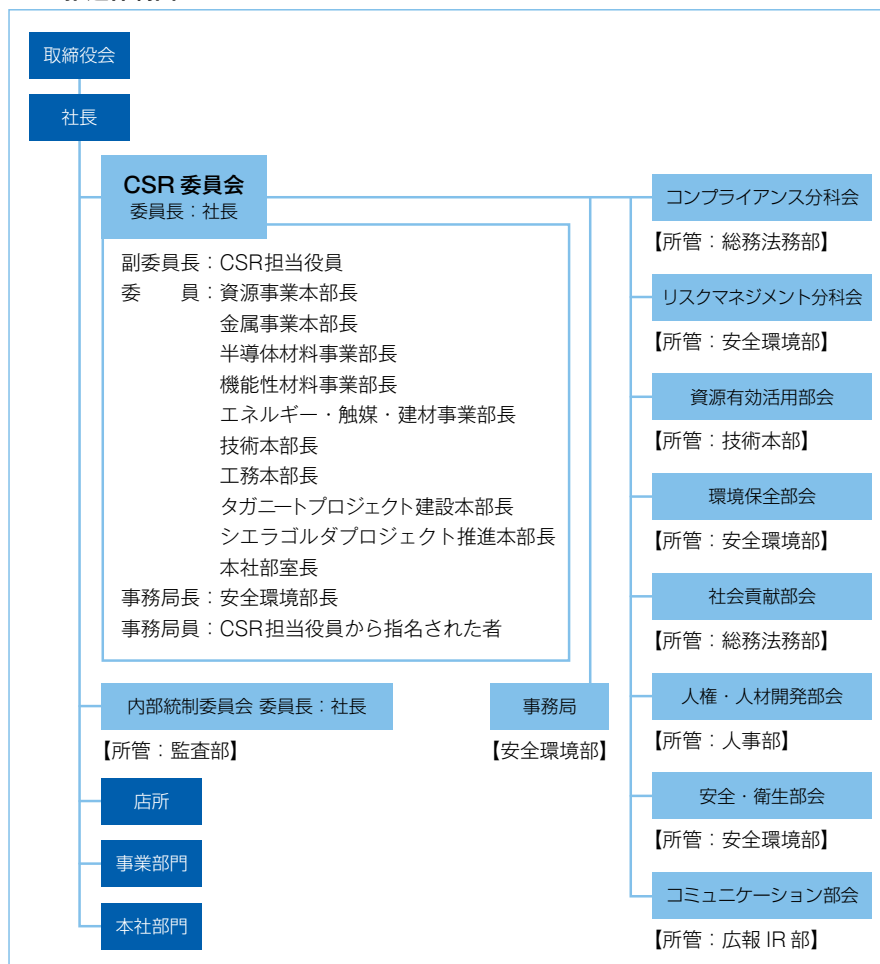 取締役会
社長
CSR 委員会
委員長：社長
副委員長：CSR担当役員
委　　員：資源事業本部長
金属事業本部長
半導体材料事業部長
機能性材料事業部長
エネルギー・触媒・建材事業部長
技術本部長
工務本部長
タガニートプロジェクト建設本部長
シエラゴルダプロジェクト推進本部長
本社部室長
事務局長：安全環境部長
事務局員：CSR担当役員から指名された者
内部統制委員会 委員長：社長
【所管：監査部】
店所
事業部門
本社部門
事務局
【安全環境部】
コンプライアンス分科会
【所管：総務法務部】
リスクマネジメント分科会
【所管：安全環境部】
資源有効活用部会
【所管：技術本部】
環境保全部会
【所管：安全環境部】
社会貢献部会
【所管：総務法務部】
人権・人材開発部会
【所管：人事部】
安全・衛生部会
【所管：安全環境部】
コミュニケーション部会
【所管：広報 IR 部】